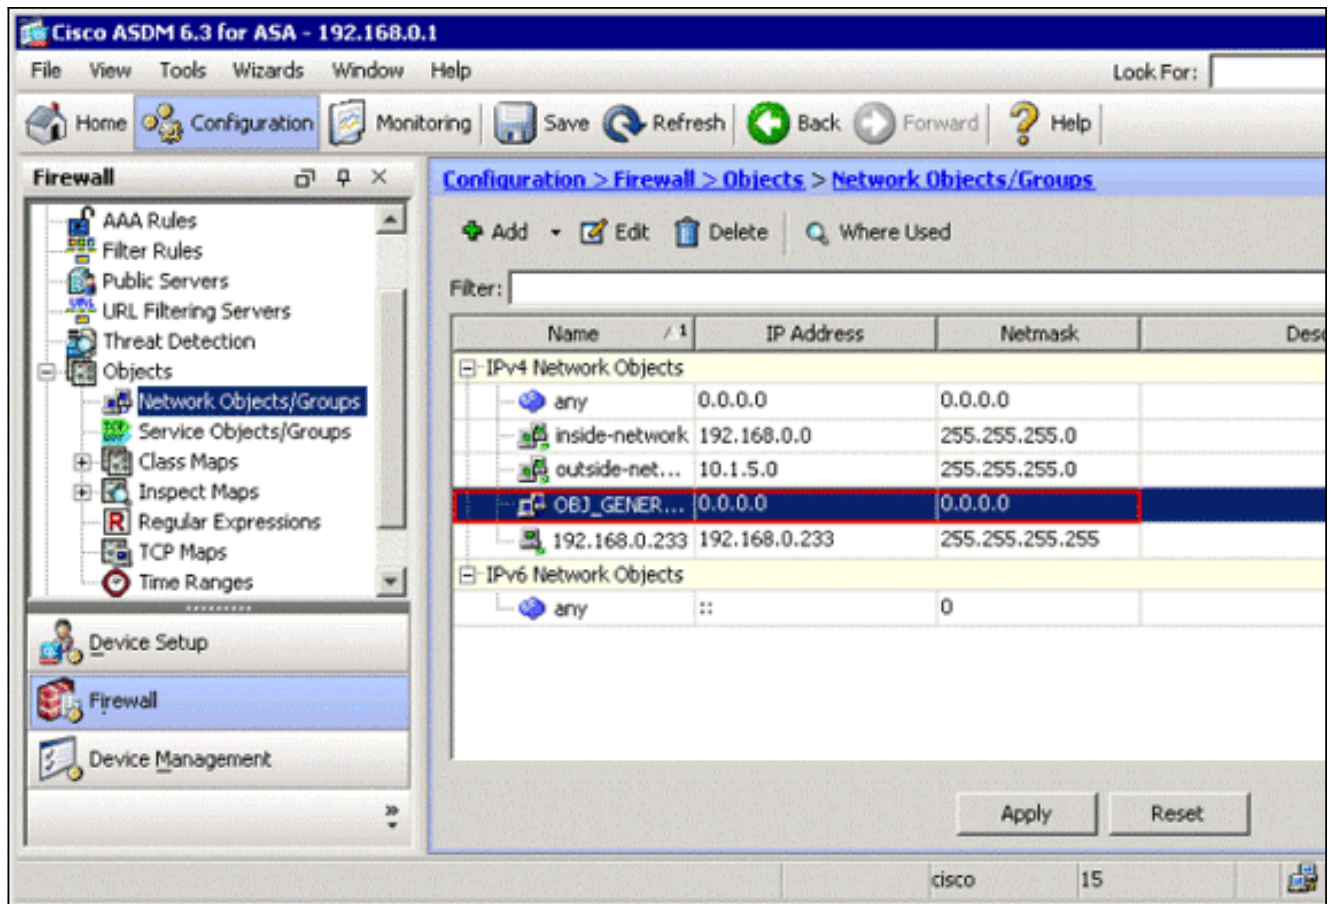 Cisco ASDM 6.3 for ASA - 192.168.0.1
File View Tools Wizards Window Help Look For:
Home Configuration Monitoring Save Refresh Back Forward Help
Firewall
AAA Rules
Filter Rules
Public Servers
URL Filtering Servers
Threat Detection
Objects
Network Objects/Groups
Service Objects/Groups
Class Maps
Inspect Maps
R Regular Expressions
TCP Maps
Time Ranges
Device Setup
Firewall
Device Management
Configuration > Firewall > Objects > Network Objects/Groups
Add Edit Delete Where Used
Filter:
Name 1 IP Address Netmask Desc
IPv4 Network Objects
any 0.0.0.0 0.0.0.0
inside-network 192.168.0.0 255.255.255.0
outside-net... 10.1.5.0 255.255.255.0
OBJ_GENER... 0.0.0.0 0.0.0.0
192.168.0.233 192.168.0.233 255.255.255.255
IPv6 Network Objects
any :: 0
Apply Reset
cisco 15